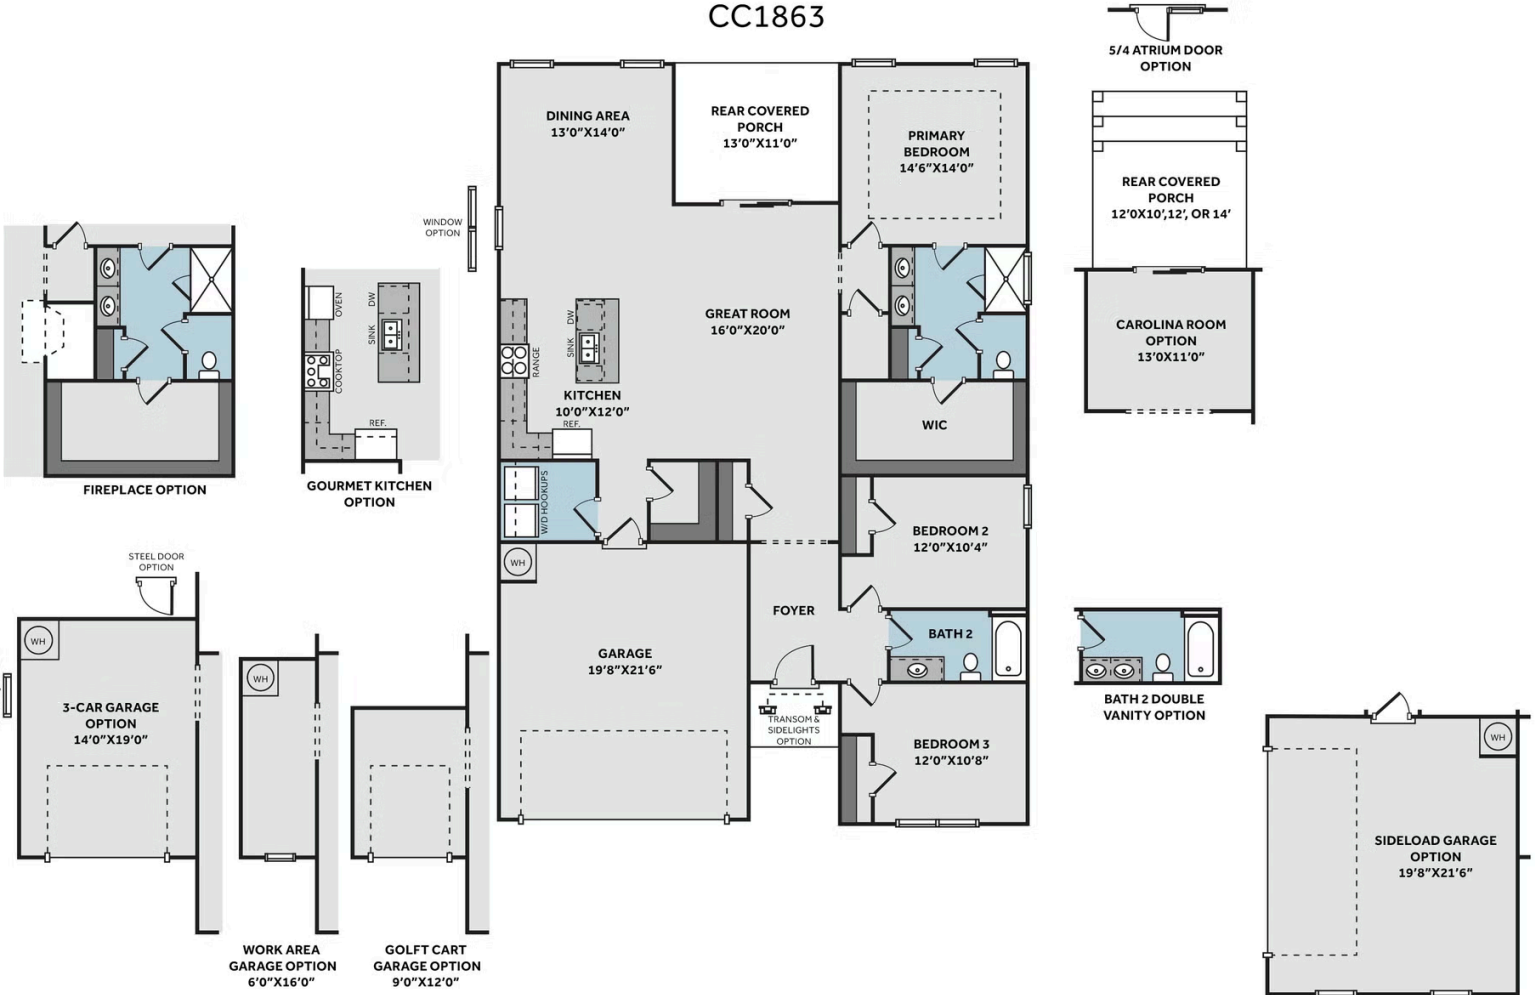 CC1863
5/4 ATRIUM DOOR
OPTION
DINING AREA
13'0"X14'0"
REAR COVERED
PORCH
13'0"X11'0"
PRIMARY
BEDROOM
14'6"X14'0"
REAR COVERED
PORCH
12'0X10',12', OR 14'
WINDOW
OPTION
GREAT ROOM
16'0"X20'0"
CAROLINA ROOM
OPTION
13'0X11'0"
OVEN
DW
SINK
COOKTOP
REF.
DW
SINK
RANGE
KITCHEN
10'0"X12'0"
REF.
WIC
FIREPLACE OPTION
GOURMET KITCHEN
OPTION
W/D HOOKUPS
BEDROOM 2
12'0"X10'4"
STEEL DOOR
OPTION
WH
FOYER
BATH 2
WH
GARAGE
19'8"X21'6"
WH
3-CAR GARAGE
OPTION
14'0"X19'0"
BATH 2 DOUBLE
VANITY OPTION
TRANSOM &
SIDELIGHTS
OPTION
BEDROOM 3
12'0"X10'8"
WH
SIDELOAD GARAGE
OPTION
19'8"X21'6"
WORK AREA
GARAGE OPTION
6'0"X16'0"
GOLFT CART
GARAGE OPTION
9'0"X12'0"